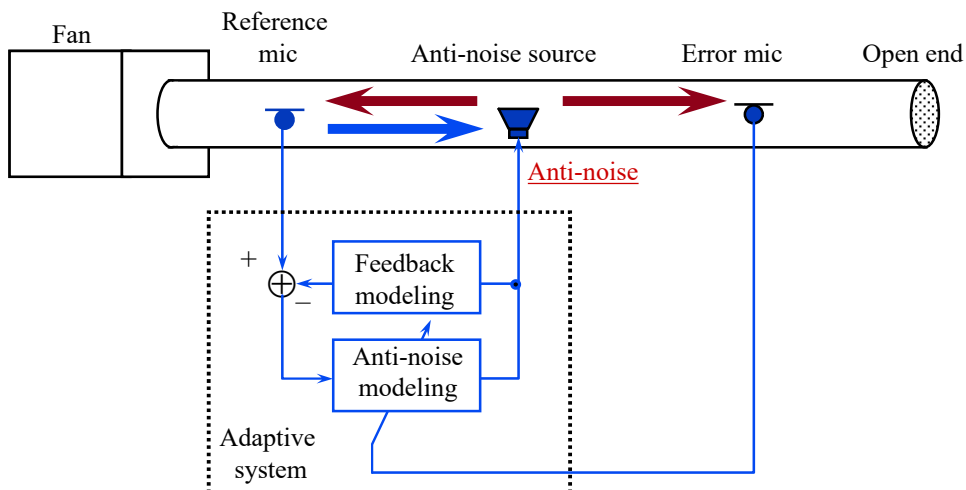 Fan
Reference
mic
Anti-noise source
Error mic
Open end
Anti-noise
+
−
Feedback
modeling
Anti-noise
modeling
Adaptive
system